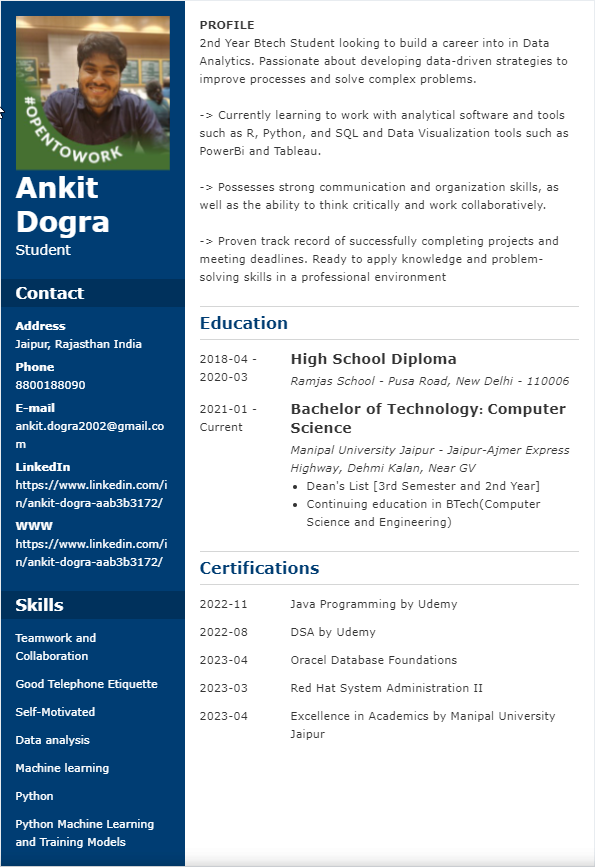 #OPENTOWORK
Ankit
Dogra
Student
Contact
Address
Jaipur, Rajasthan India
Phone
8800188090
E-mail
ankit.dogra2002@gmail.co
m
LinkedIn
https://www.linkedin.com/i
n/ankit-dogra-aab3b3172/
WWW
https://www.linkedin.com/i
n/ankit-dogra-aab3b3172/
Skills
Teamwork and
Collaboration
Good Telephone Etiquette
Self-Motivated
Data analysis
Machine learning
Python
Python Machine Learning
and Training Models
PROFILE
2nd Year Btech Student looking to build a career into in Data
Analytics. Passionate about developing data-driven strategies to
improve processes and solve complex problems.
-> Currently learning to work with analytical software and tools
such as R, Python, and SQL and Data Visualization tools such as
PowerBi and Tableau.
-> Possesses strong communication and organization skills, as
well as the ability to think critically and work collaboratively.
-> Proven track record of successfully completing projects and
meeting deadlines. Ready to apply knowledge and problem-
solving skills in a professional environment
Education
2018-04 -
2020-03
High School Diploma
Ramjas School - Pusa Road, New Delhi - 110006
2021-01 -
Current
Bachelor of Technology: Computer
Science
Manipal University Jaipur - Jaipur-Ajmer Express
Highway, Dehmi Kalan, Near GV
• Dean's List [3rd Semester and 2nd Year]
• Continuing education in BTech(Computer
Science and Engineering)
Certifications
2022-11 Java Programming by Udemy
2022-08 DSA by Udemy
2023-04 Oracel Database Foundations
2023-03 Red Hat System Administration II
2023-04 Excellence in Academics by Manipal University
Jaipur